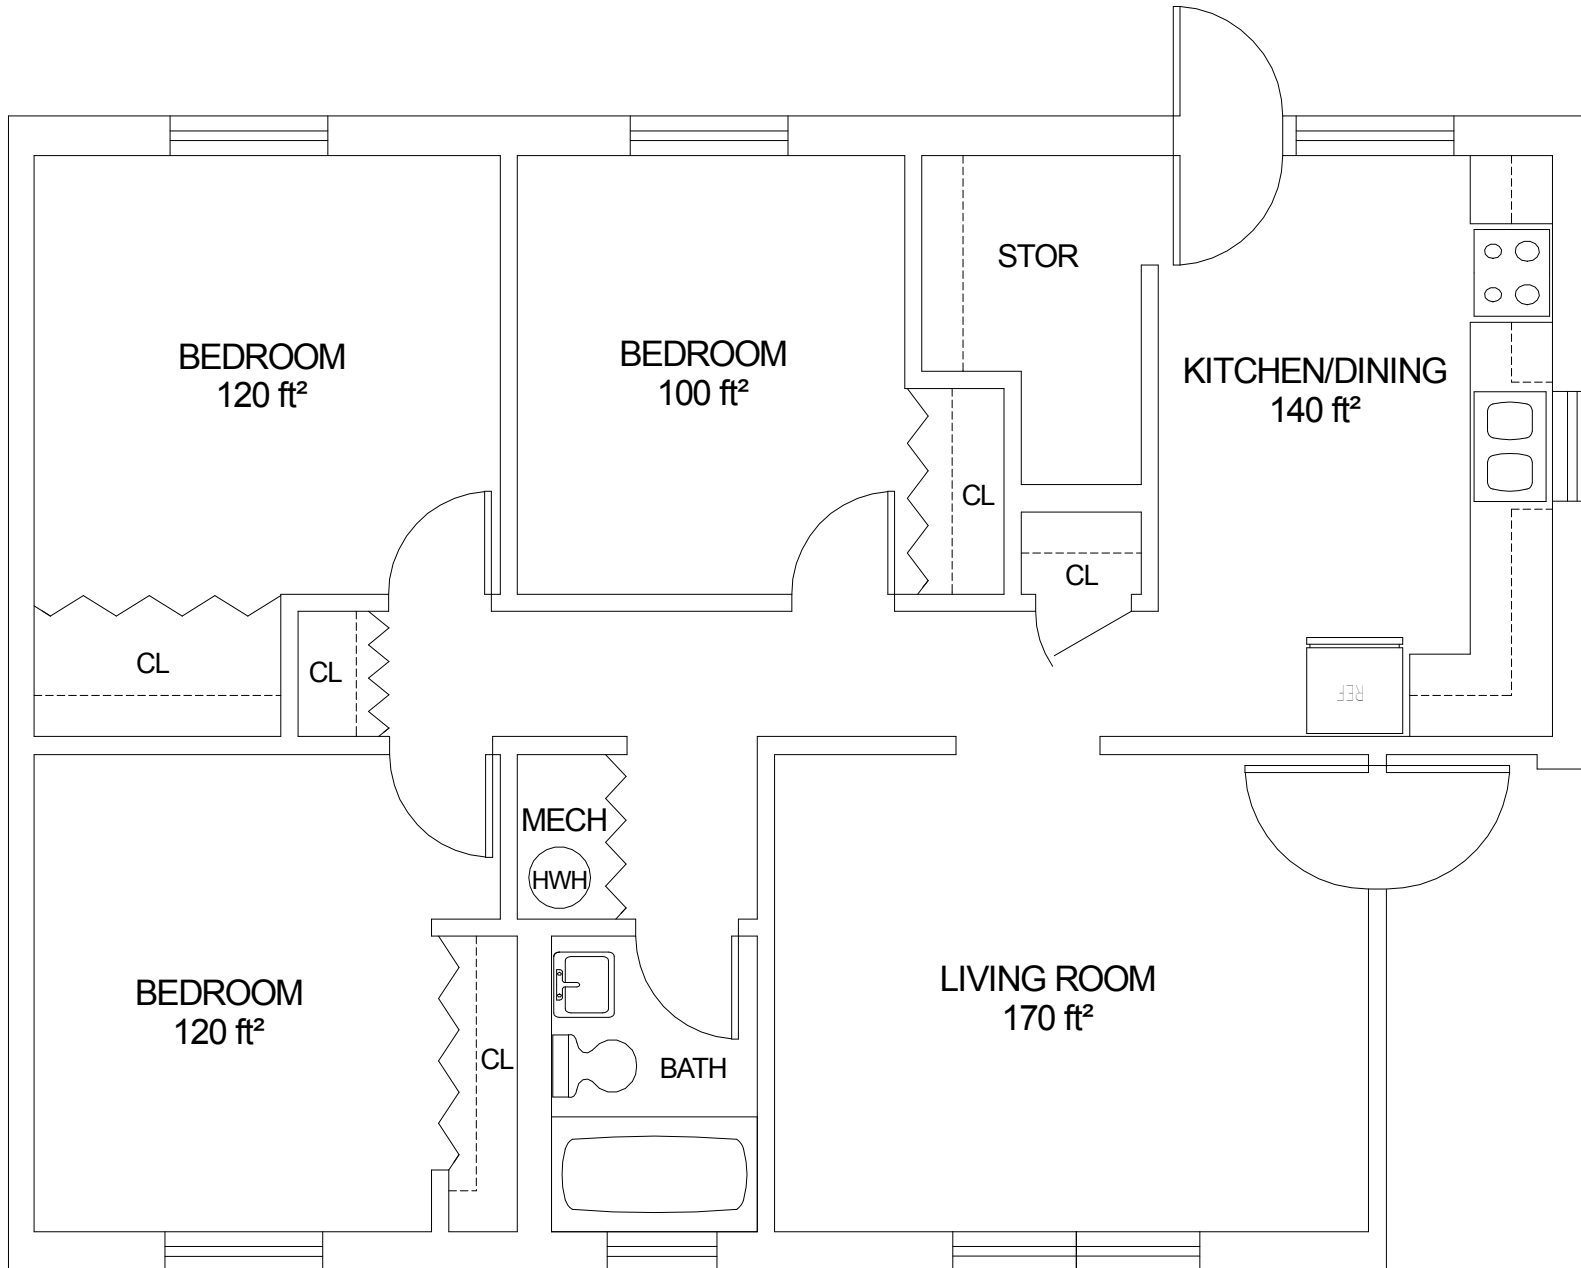 STOR
BEDROOM
120 ft²
BEDROOM
100 ft²
KITCHEN/DINING
140 ft²
CL
CL
CL
CL
REF
MECH
HWH
BEDROOM
120 ft²
LIVING ROOM
170 ft²
CL
BATH